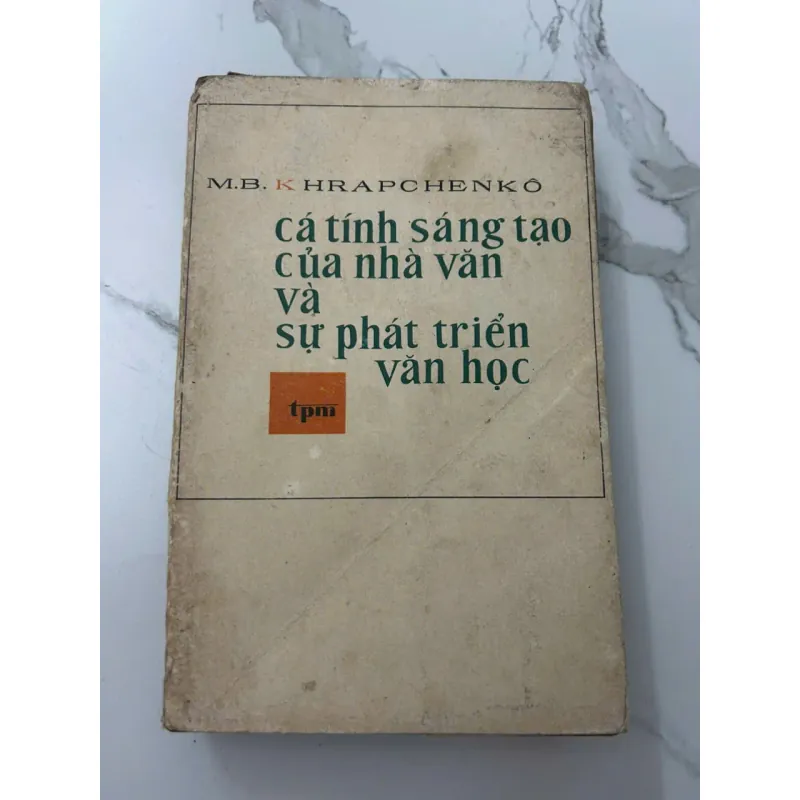 M.B. KHRAPCHENKÔ
cá tính sáng tạo
của nhà văn
và
sự phát triển
văn học
tpm